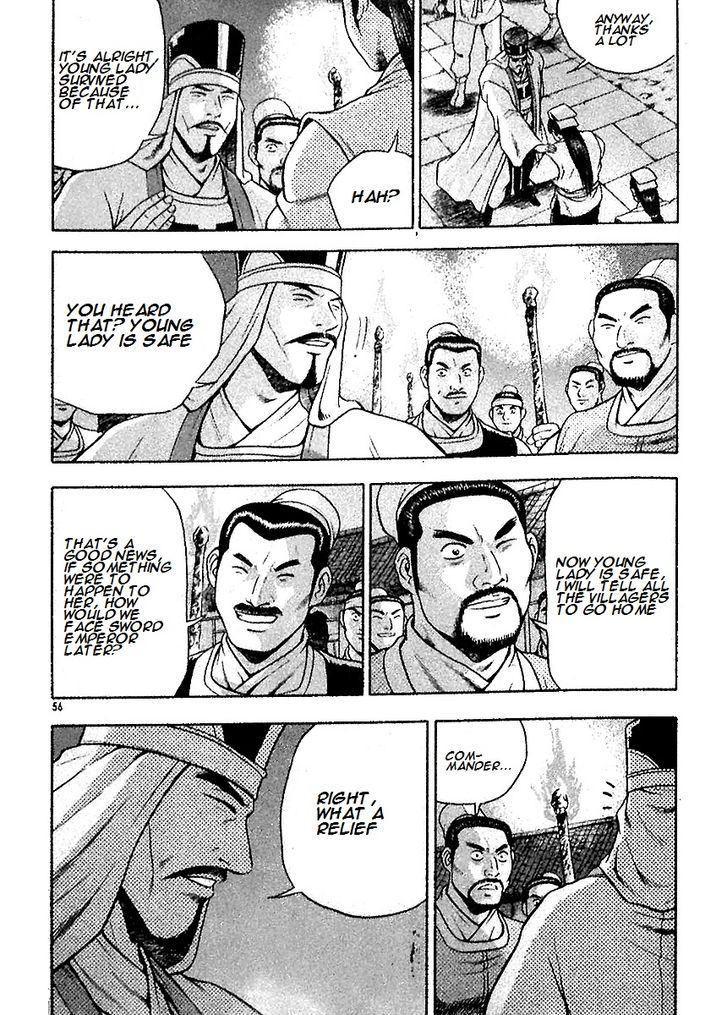 ANYWAY,
THANKS
A LOT
IT'S ALRIGHT
YOUNG LADY
SURVIVED
BECAUSE
OF THAT...
HAH?
YOU HEARD
THAT? YOUNG
LADY IS SAFE
NOW YOUNG
LADY IS SAFE,
I WILL TELL ALL
THE VILLAGERS
TO GO HOME
THAT'S A
GOOD NEWS,
IF SOMETHING
WERE TO
HAPPEN TO
HER, HOW
WOULD WE
FACE SWORD
EMPEROR
LATER?
56
COM-
MANDER...
RIGHT,
WHAT A
RELIEF